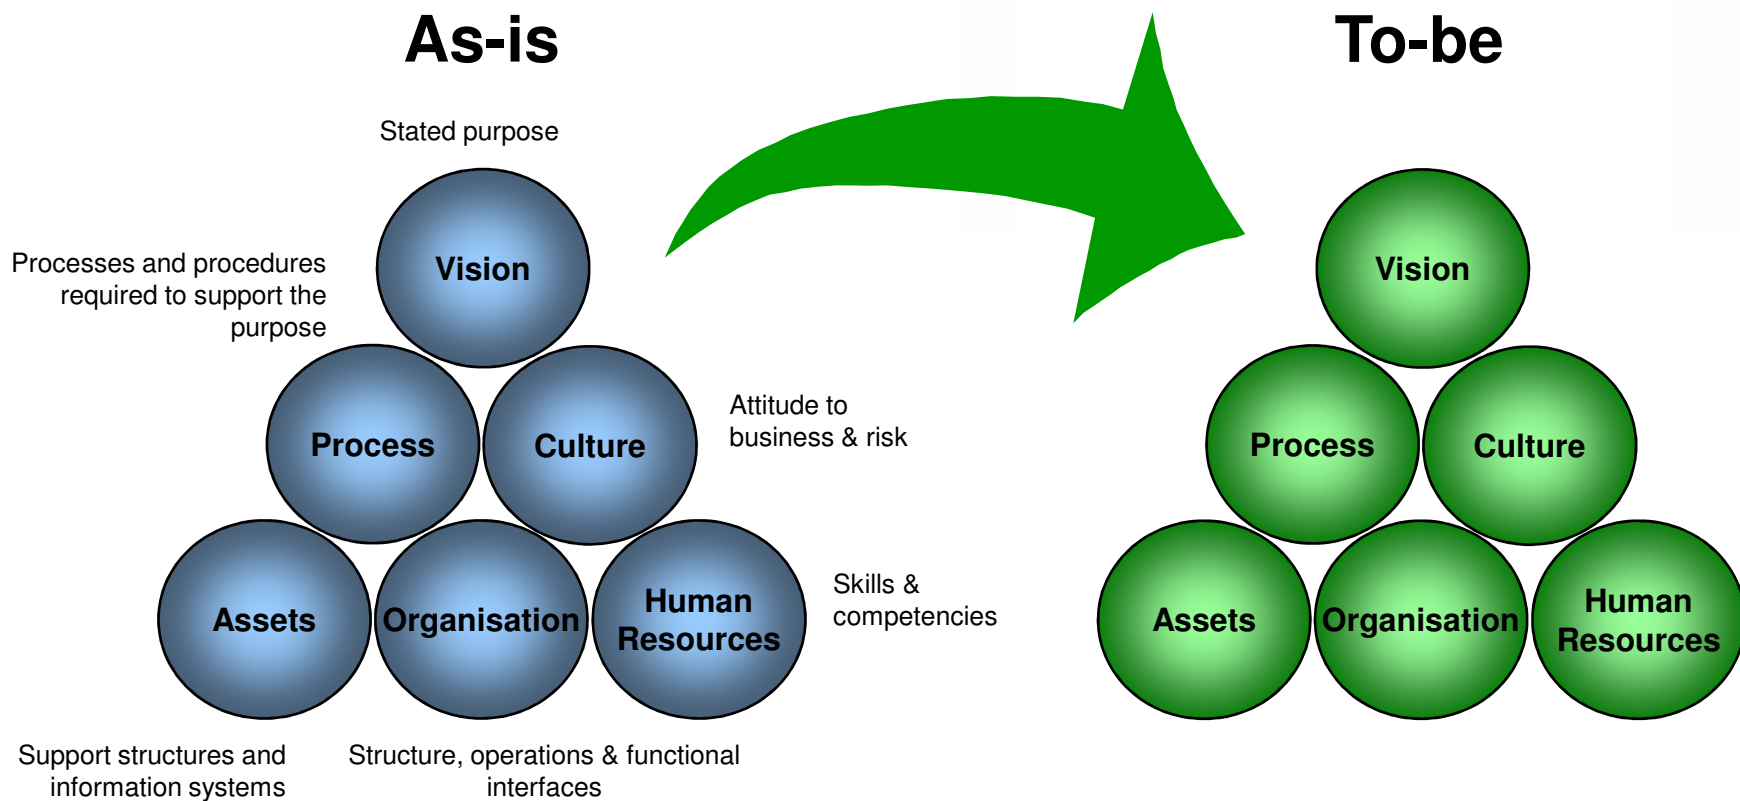 As-is
To-be
Stated purpose
Vision
Processes and procedures
required to support the
purpose
Process
Culture
Attitude to
business & risk
Assets
Organisation
Human
Resources
Skills &
competencies
Support structures and
information systems
Structure, operations & functional
interfaces
Vision
Process
Culture
Assets
Organisation
Human
Resources